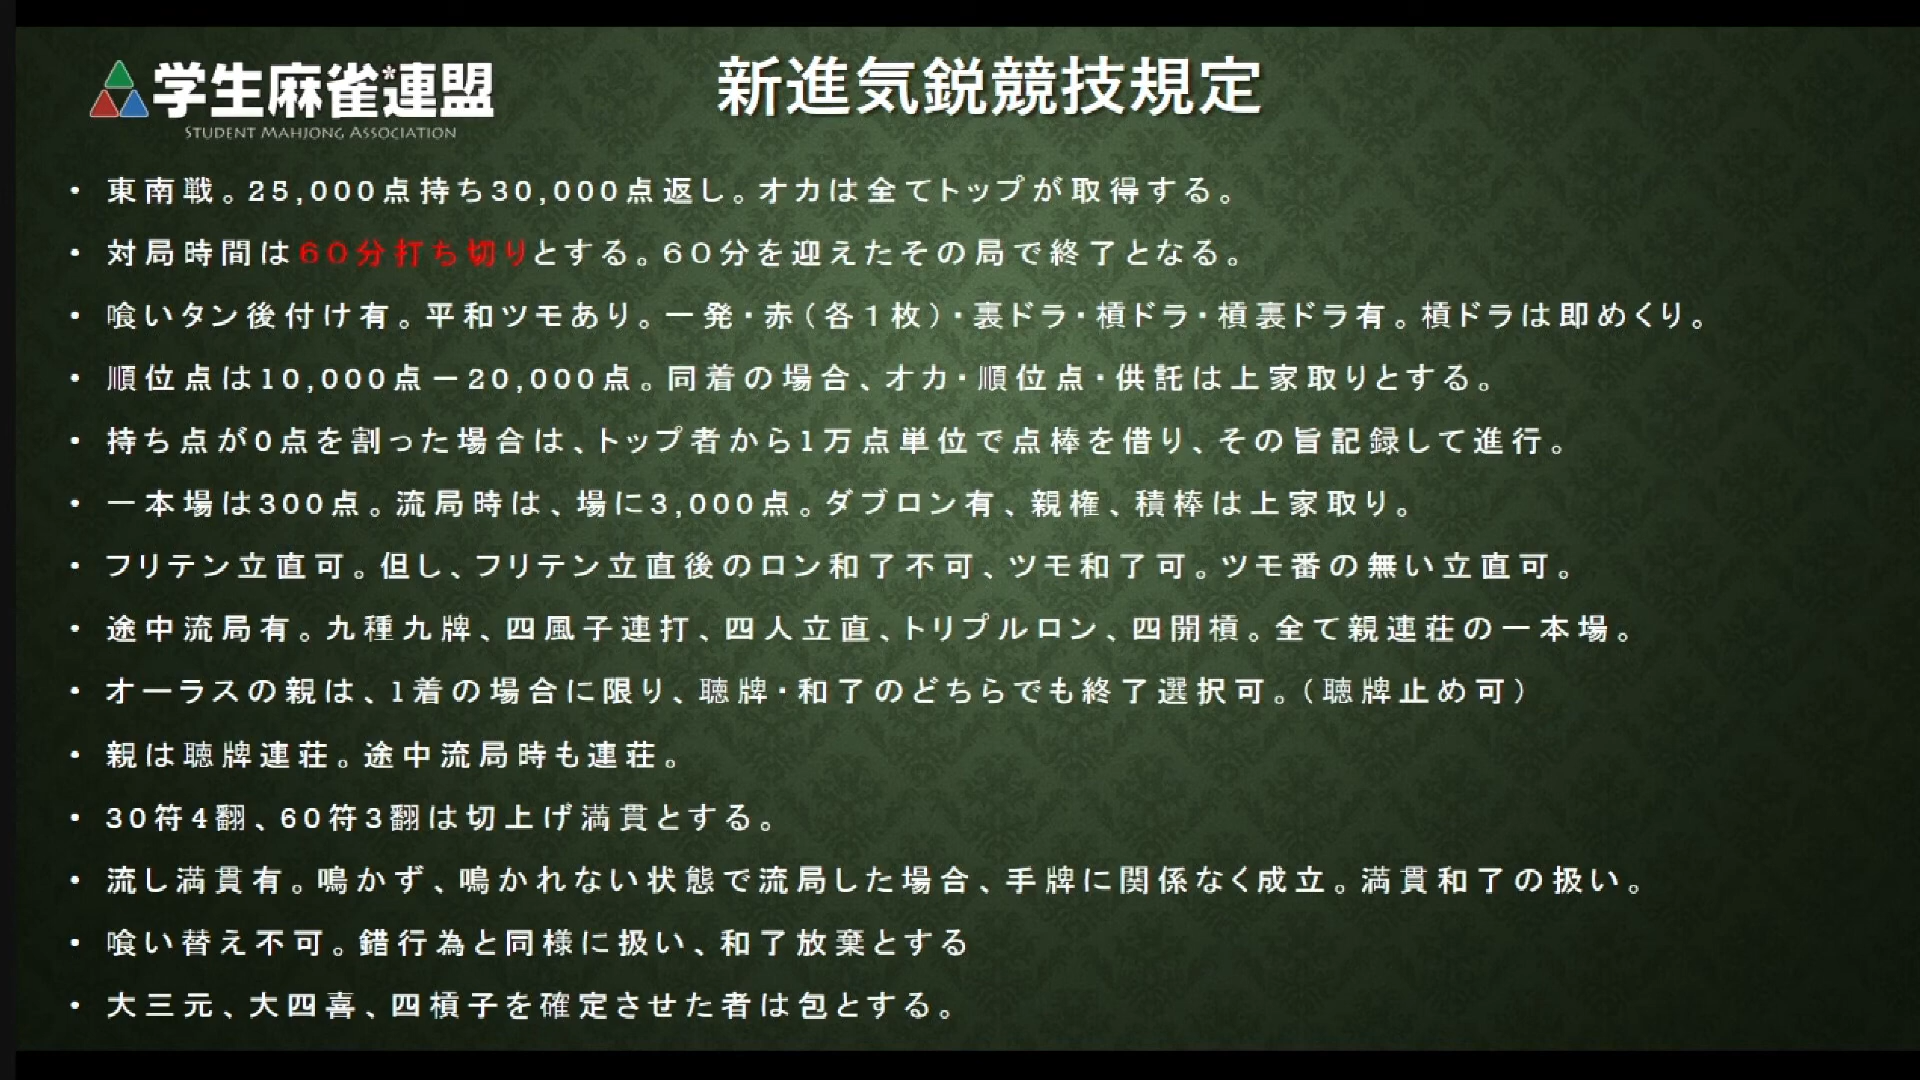 学生麻雀*連盟
STUDENT MAHJONG ASSOCIATION
新進気鋭競技規定
• 東南戦。25,000点持ち30,000点返し。オカは全てトップが取得する。
• 対局時間は60分打ち切りとする。60分を迎えたその局で終了となる。
• 喰いタン後付け有。平和ツモあり。一発・赤(各1枚)・裏ドラ・槓ドラ・槓裏ドラ有。槓ドラは即めくり。
• 順位点は10,000点－20,000点。同着の場合、オカ・順位点・供託は上家取りとする。
• 持ち点が0点を割った場合は、トップ者から1万点単位で点棒を借り、その旨記録して進行。
• 一本場は300点。流局時は、場に3,000点。ダブロン有、親権、積棒は上家取り。
• フリテン立直可。但し、フリテン立直後のロン和了不可、ツモ和了可。ツモ番の無い立直可。
• 途中流局有。九種九牌、四風子連打、四人立直、トリプルロン、四開槓。全て親連荘の一本場。
• オーラスの親は、1着の場合に限り、聴牌・和了のどちらでも終了選択可。(聴牌止め可)
• 親は聴牌連荘。途中流局時も連荘。
• 30符4翻、60符3翻は切上げ満貫とする。
• 流し満貫有。鳴かず、鳴かれない状態で流局した場合、手牌に関係なく成立。満貫和了の扱い。
• 喰い替え不可。錯行為と同様に扱い、和了放棄とする
• 大三元、大四喜、四槓子を確定させた者は包とする。